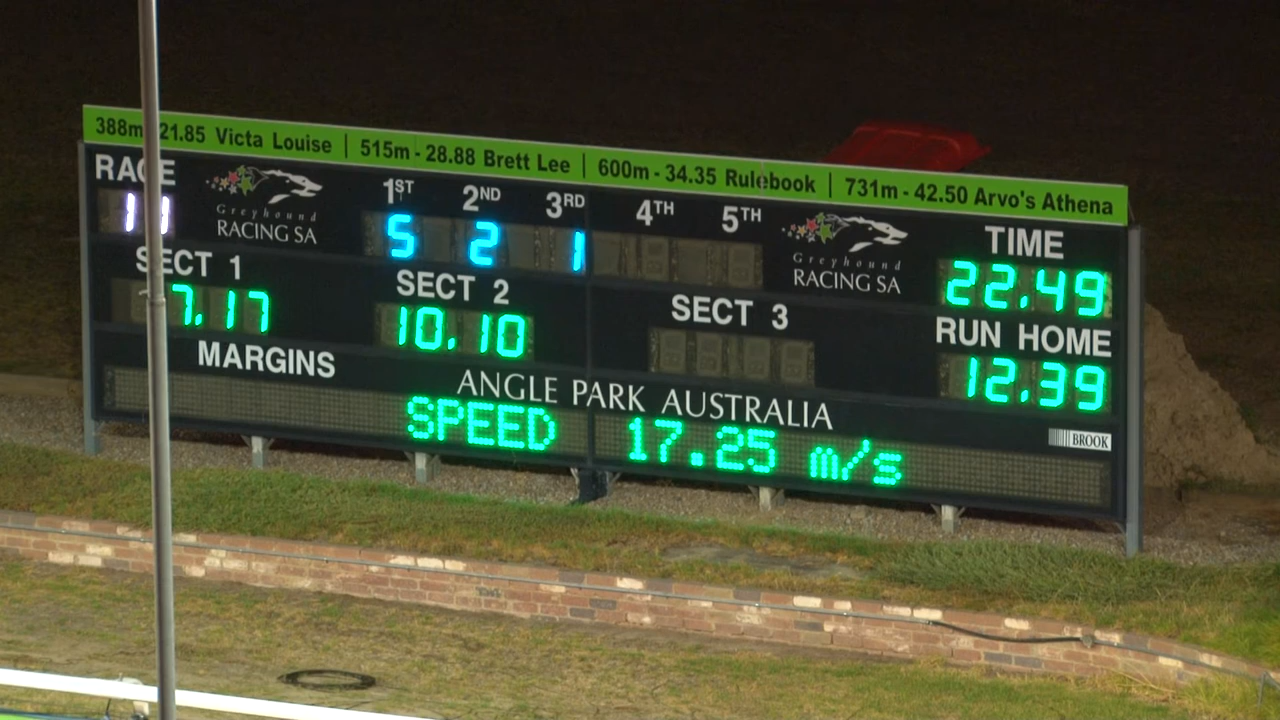 388m - 21.85 Victa Louise | 515m - 28.88 Brett Lee | 600m - 34.35 Rulebook | 731m - 42.50 Arvo's Athena
RACE 1ST 2ND 3RD 4TH 5TH
11 5 2 1
Greyhound
RACING SA
Greyhound
RACING SA
TIME
22.49
SECT 1 SECT 2 SECT 3 RUN HOME
7.17 10.10 12.39
MARGINS
ANGLE PARK AUSTRALIA
BROOK
SPEED 17.25 m/s